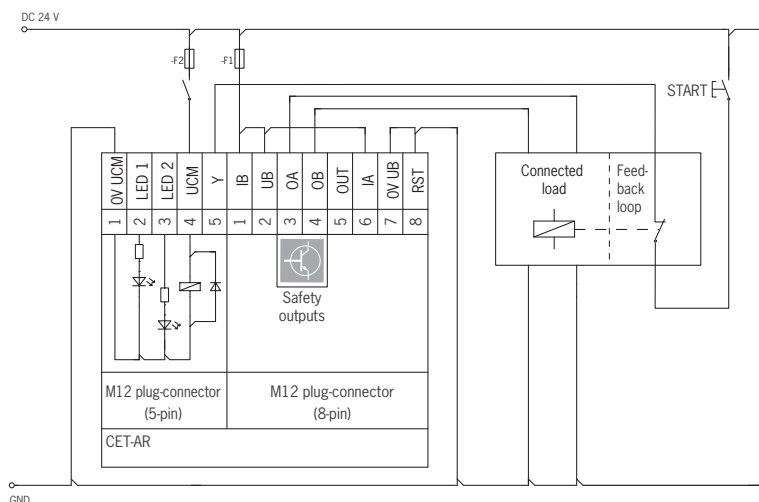 DC 24 V
-F2
-F1
START
0V UCM
LED 1
LED 2
UCM
Y
IB
UB
OA
OB
OUT
IA
0V UB
RST
1
2
3
4
5
1
2
3
4
5
6
7
8
Connected
load
Feed-
back
loop
Safety
outputs
M12 plug-connector
(5-pin)
M12 plug-connector
(8-pin)
CET-AR
GND